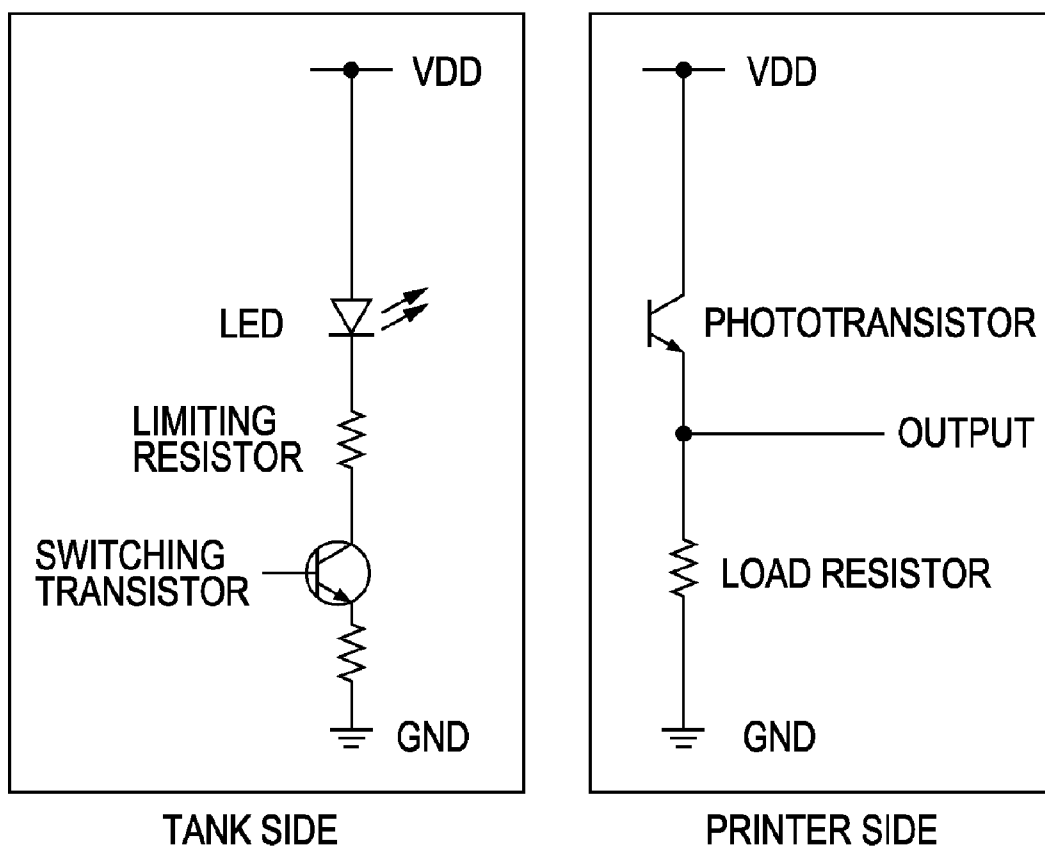 VDD
LED
LIMITING
RESISTOR
SWITCHING
TRANSISTOR
GND
TANK SIDE
VDD
PHOTOTRANSISTOR
OUTPUT
LOAD RESISTOR
GND
PRINTER SIDE